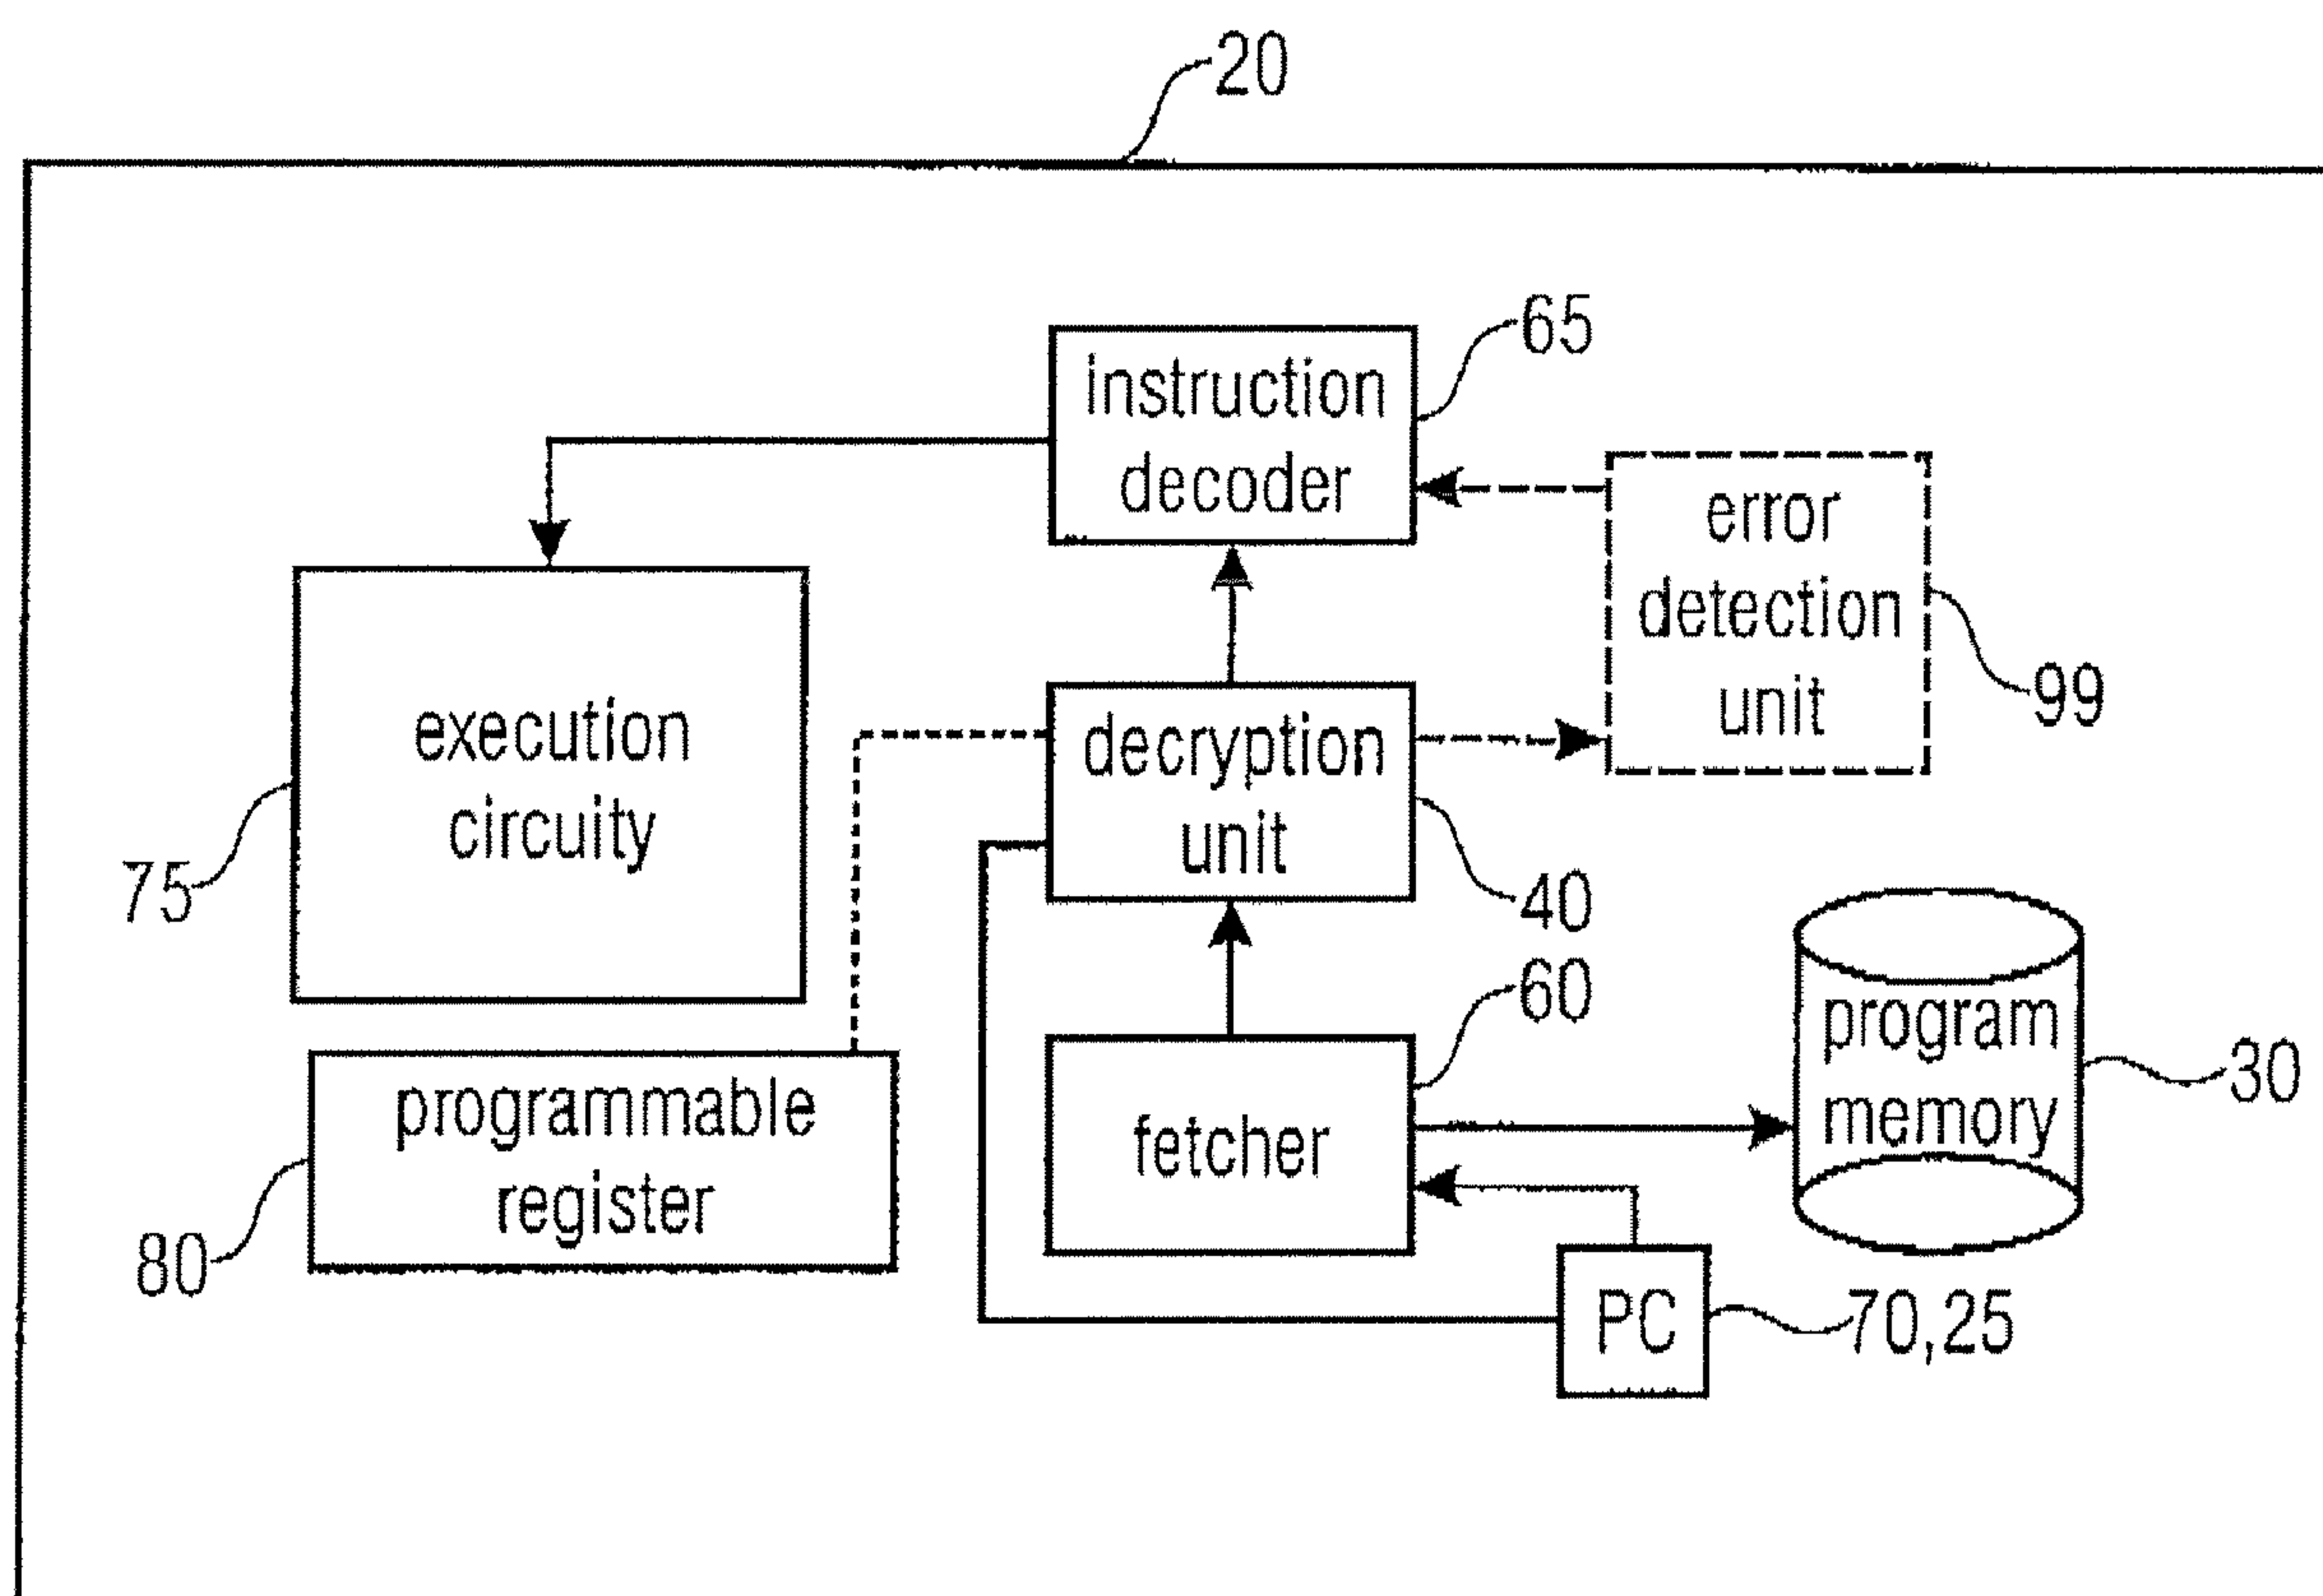 20
instruction
decoder
65
error
detection
unit
99
execution
circuity
75
decryption
unit
40
60
program
memory
30
programmable
register
80
fetcher
PC
70,25